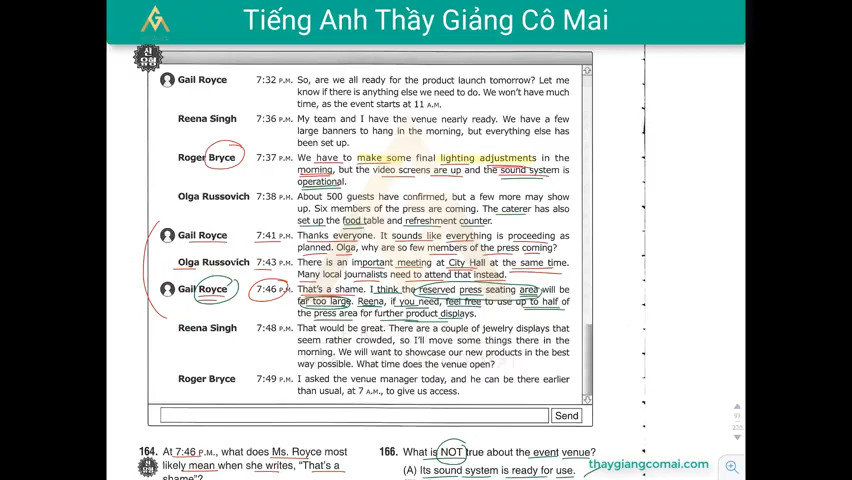 Tiếng Anh Thầy Giảng Cô Mai
신
유형
Gail Royce 7:32 P.M. So, are we all ready for the product launch tomorrow? Let me
know if there is anything else we need to do. We won't have much
time, as the event starts at 11 A.M.
Reena Singh 7:36 P.M. My team and I have the venue nearly ready. We have a few
large banners to hang in the morning, but everything else has
been set up.
Roger Bryce 7:37 P.M. We have to make some final lighting adjustments in the
morning, but the video screens are up and the sound system is
operational.
Olga Russovich 7:38 P.M. About 500 guests have confirmed, but a few more may show
up. Six members of the press are coming. The caterer has also
set up the food table and refreshment counter.
Gail Royce 7:41 P.M. Thanks everyone. It sounds like everything is proceeding as
planned. Olga, why are so few members of the press coming?
Olga Russovich 7:43 P.M. There is an important meeting at City Hall at the same time.
Many local journalists need to attend that instead.
Gail Royce 7:46 P.M. That's a shame. I think the reserved press seating area will be
far too large. Reena, if you need, feel free to use up to half of
the press area for further product displays.
Reena Singh 7:48 P.M. That would be great. There are a couple of jewelry displays that
seem rather crowded, so I'll move some things there in the
morning. We will want to showcase our new products in the best
way possible. What time does the venue open?
Roger Bryce 7:49 P.M. I asked the venue manager today, and he can be there earlier
than usual, at 7 A.M., to give us access.
Send
164. At 7:46 P.M., what does Ms. Royce most
likely mean when she writes, "That's a
shame"?
신
유형
166. What is NOT true about the event venue?
(A) Its sound system is ready for use.
thaygiangcomai.com